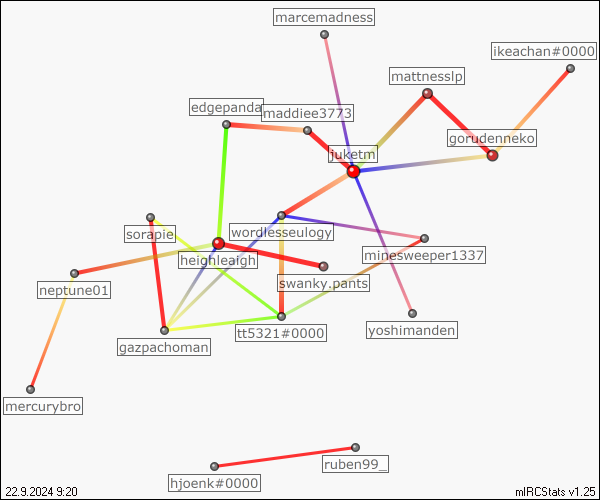 marcemadness
ikeachan#0000
mattnesslp
edgepanda
maddiee3773
gorudenneko
juketm
sorapie
wordlesseulogy
minesweeper1337
heighleaigh
swanky.pants
neptune01
yoshimanden
tt5321#0000
gazpachoman
mercurybro
ruben99_
hjoenk#0000
22.9.2024 9:20
mIRCStats v1.25